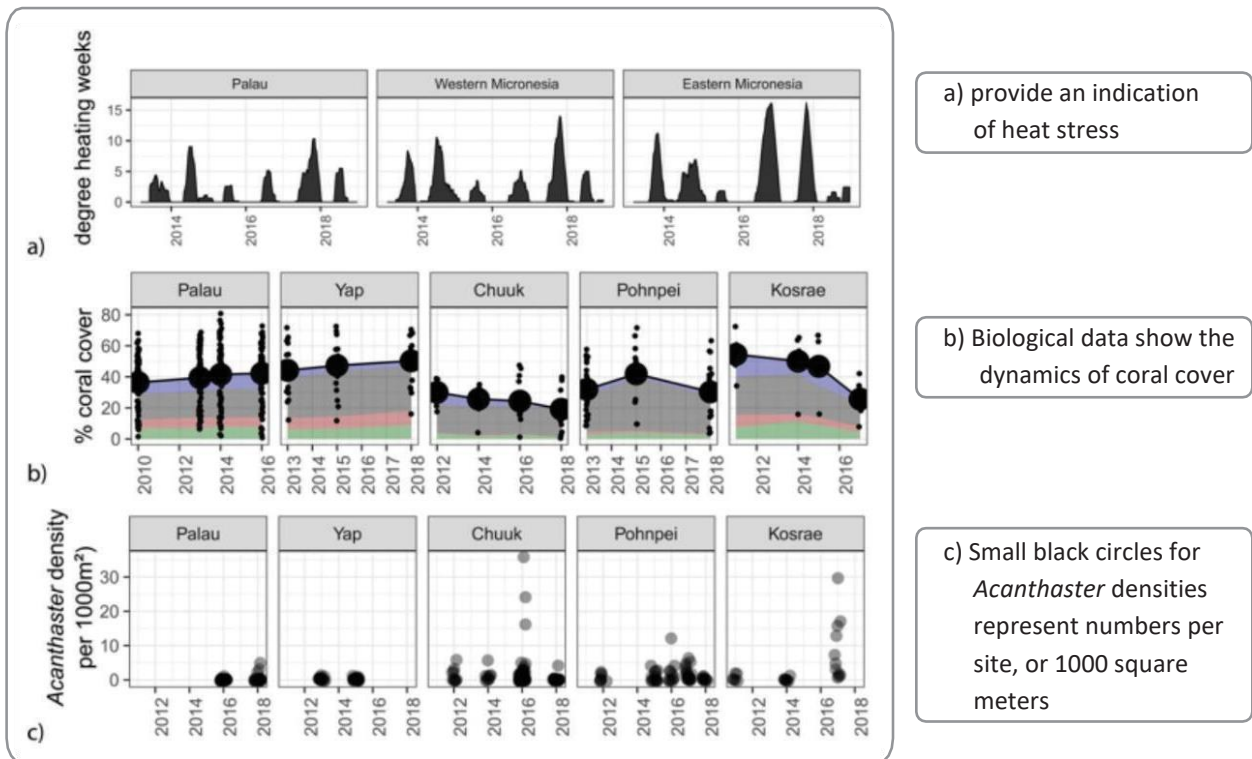 degree heating weeks
Palau
Western Micronesia
Eastern Micronesia
15
10
5
0
2014
2016
2018
2014
2016
2018
2014
2016
2018
a)
a) provide an indication
of heat stress
% coral cover
Palau
Yap
Chuuk
Pohnpei
Kosrae
80
60
40
20
0
2010
2012
2014
2016
2013
2014
2015
2016
2017
2018
2012
2014
2016
2018
2013
2014
2015
2016
2017
2018
2012
2014
2016
b)
b) Biological data show the
dynamics of coral cover
Acanthaster density
per 1000m²)
Palau
Yap
Chuuk
Pohnpei
Kosrae
30
20
10
0
2012
2014
2016
2018
2012
2014
2016
2018
2012
2014
2016
2018
2012
2014
2016
2018
2012
2014
2016
2018
c)
c) Small black circles for
Acanthaster densities
represent numbers per
site, or 1000 square
meters